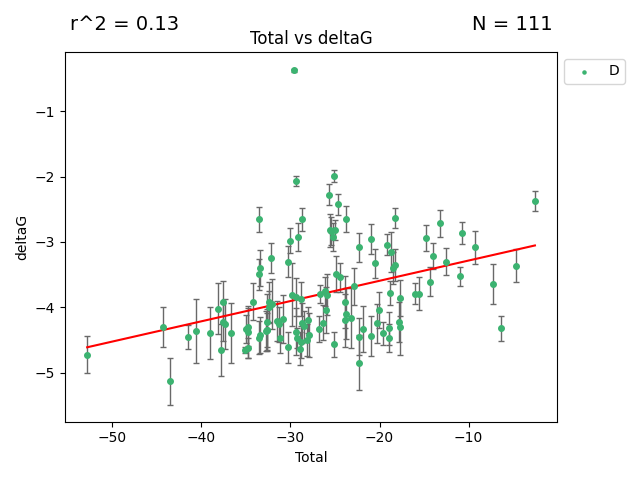 r^2 = 0.13
N = 111
Total vs deltaG
D
deltaG
−1
−2
−3
−4
−5
−50
−40
−30
−20
−10
Total